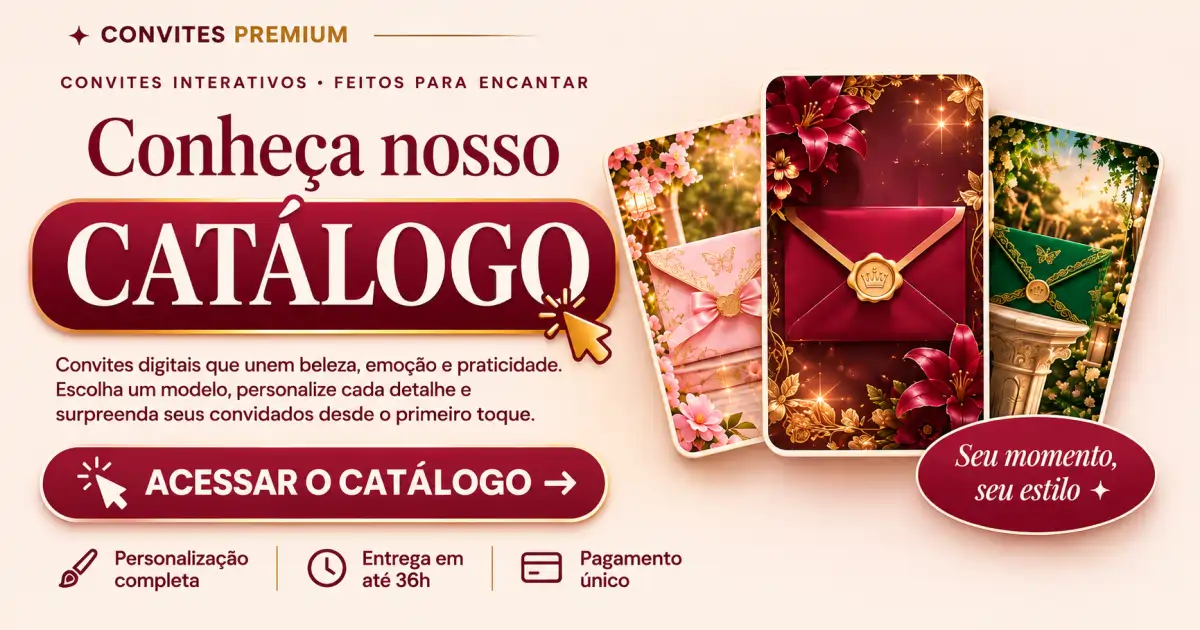 CONVITES PREMIUM
CONVITES INTERATIVOS • FEITOS PARA ENCANTAR
Conheça nosso
CATÁLOGO
Convites digitais que unem beleza, emoção e praticidade.
Escolha um modelo, personalize cada detalhe e
surpreenda seus convidados desde o primeiro toque.
ACESSAR O CATÁLOGO →
Personalização
completa
Entrega em
até 36h
Pagamento
único
Seu momento,
seu estilo